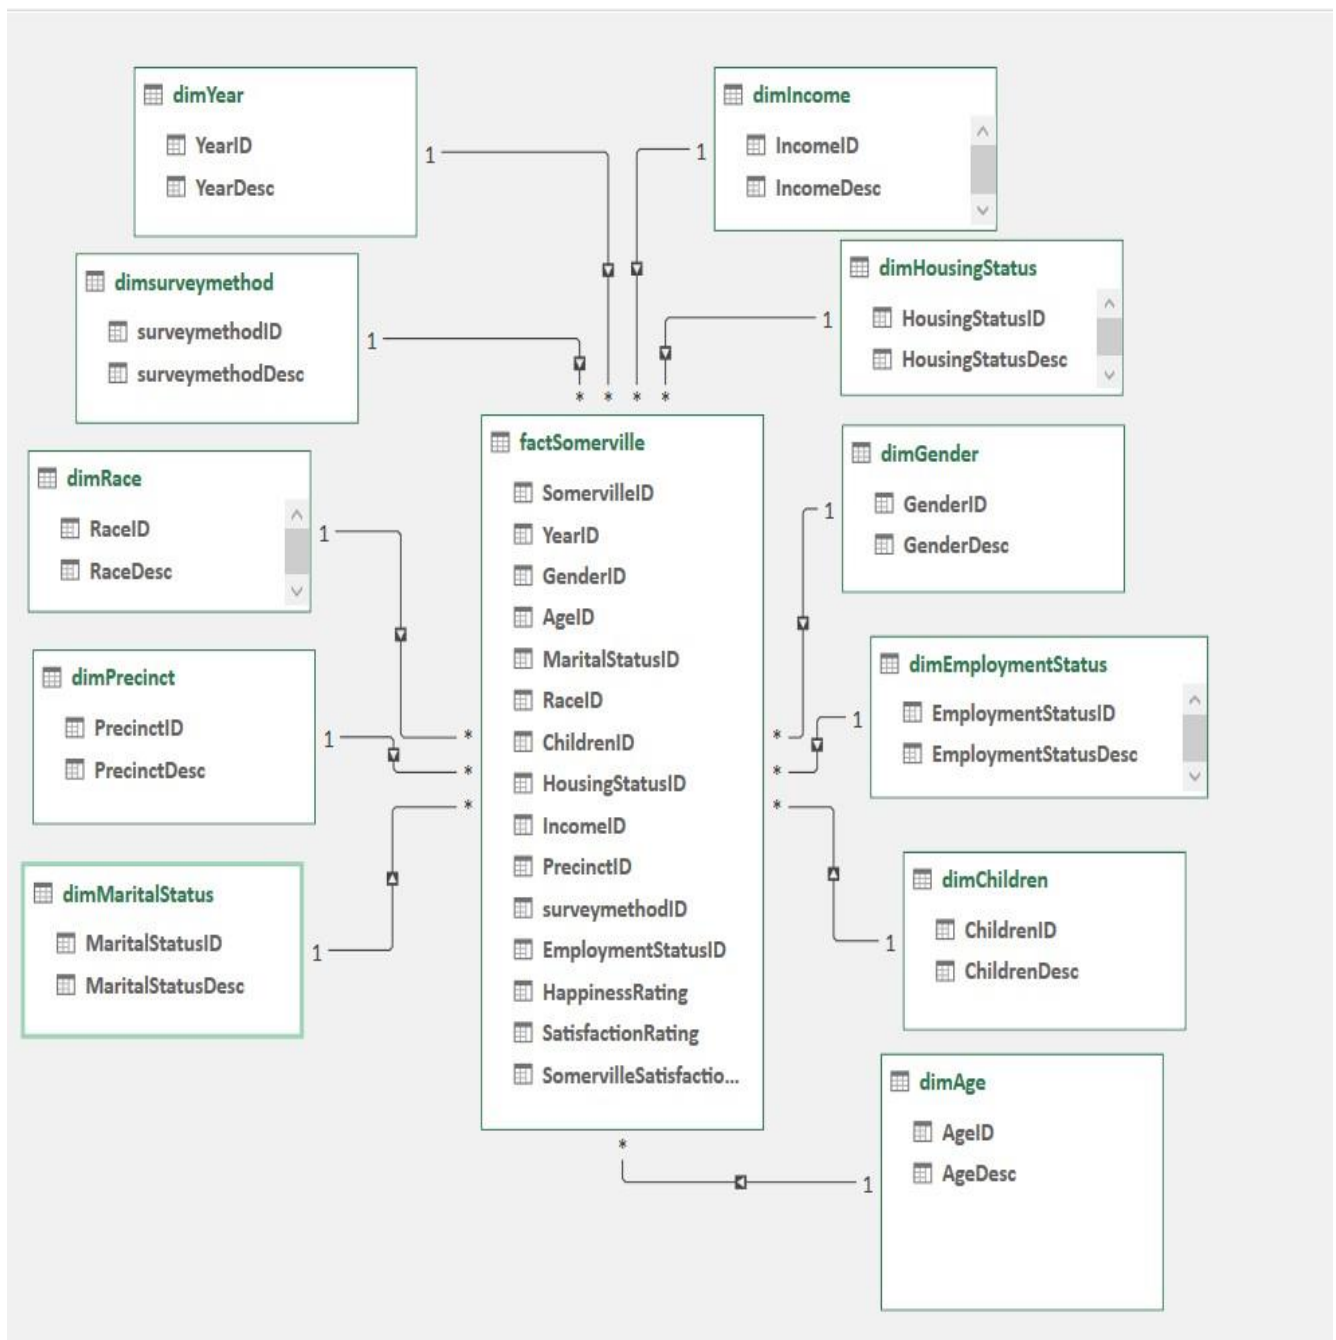 dimYear
YearID
YearDesc
1
dimIncome
IncomeID
IncomeDesc
1
dimsurveymethod
surveymethodID
surveymethodDesc
1
dimHousingStatus
HousingStatusID
HousingStatusDesc
1
* * * *
dimRace
RaceID
RaceDesc
1
*
dimPrecinct
PrecinctID
PrecinctDesc
1
*
dimMaritalStatus
MaritalStatusID
MaritalStatusDesc
1
*
factSomerville
SomervilleID
YearID
GenderID
AgeID
MaritalStatusID
RaceID
ChildrenID
HousingStatusID
IncomeID
PrecinctID
surveymethodID
EmploymentStatusID
HappinessRating
SatisfactionRating
SomervilleSatisfactio...
*
dimGender
GenderID
GenderDesc
1
*
dimEmploymentStatus
EmploymentStatusID
EmploymentStatusDesc
1
*
dimChildren
ChildrenID
ChildrenDesc
1
*
dimAge
AgeID
AgeDesc
1